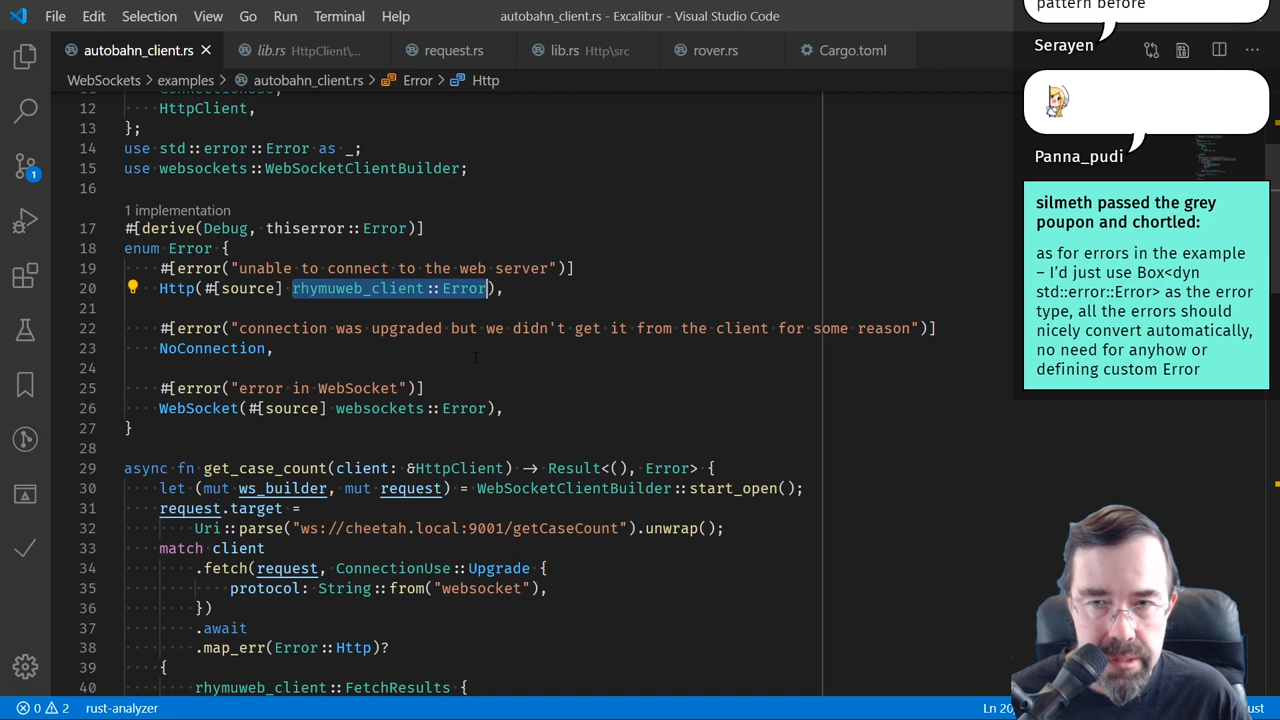 File Edit Selection View Go Run Terminal Help
autobahn_client.rs - Excalibur - Visual Studio Code
autobahn_client.rs
lib.rs HttpClient\...
request.rs
lib.rs Http\src
rover.rs
Cargo.toml
WebSockets > examples > autobahn_client.rs > Error > Http
12 HttpClient,
13 };
14 use std::error::Error as _;
15 use websockets::WebSocketClientBuilder;
16
1 implementation
17 #[derive(Debug, thiserror::Error)]
18 enum Error {
19 #[error("unable to connect to the web server")]
20 Http(#[source] rhymuweb_client::Error),
21
22 #[error("connection was upgraded but we didn't get it from the client for some reason")]
23 NoConnection,
24
25 #[error("error in WebSocket")]
26 WebSocket(#[source] websockets::Error),
27 }
28
29 async fn get_case_count(client: &HttpClient) → Result<(), Error> {
30 let (mut ws_builder, mut request) = WebSocketClientBuilder::start_open();
31 request.target =
32 Uri::parse("ws://cheetah.local:9001/getCaseCount").unwrap();
33 match client
34 .fetch(request, ConnectionUse::Upgrade {
35 protocol: String::from("websocket"),
36 })
37 .await
38 .map_err(Error::Http)?
39 {
40 rhymuweb_client::FetchResults {
pattern before
Serayen
Panna_pudi
silmeth passed the grey
poupon and chortled:
as for errors in the example
– I'd just use Box<dyn
std::error::Error> as the error
type, all the errors should
nicely convert automatically,
no need for anyhow or
defining custom Error
1
0 2 rust-analyzer
Ln 20,